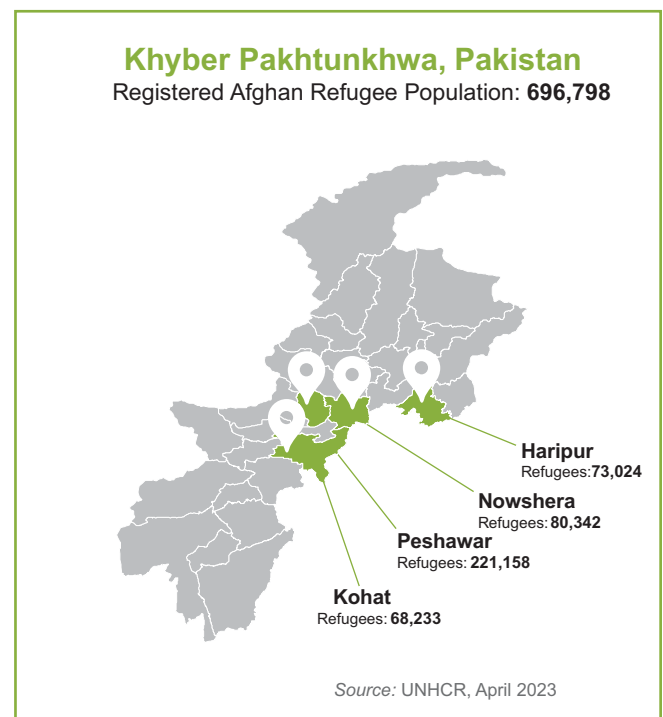 Khyber Pakhtunkhwa, Pakistan
Registered Afghan Refugee Population: 696,798
Haripur
Refugees:73,024
Nowshera
Refugees: 80,342
Peshawar
Refugees: 221,158
Kohat
Refugees: 68,233
Source: UNHCR, April 2023